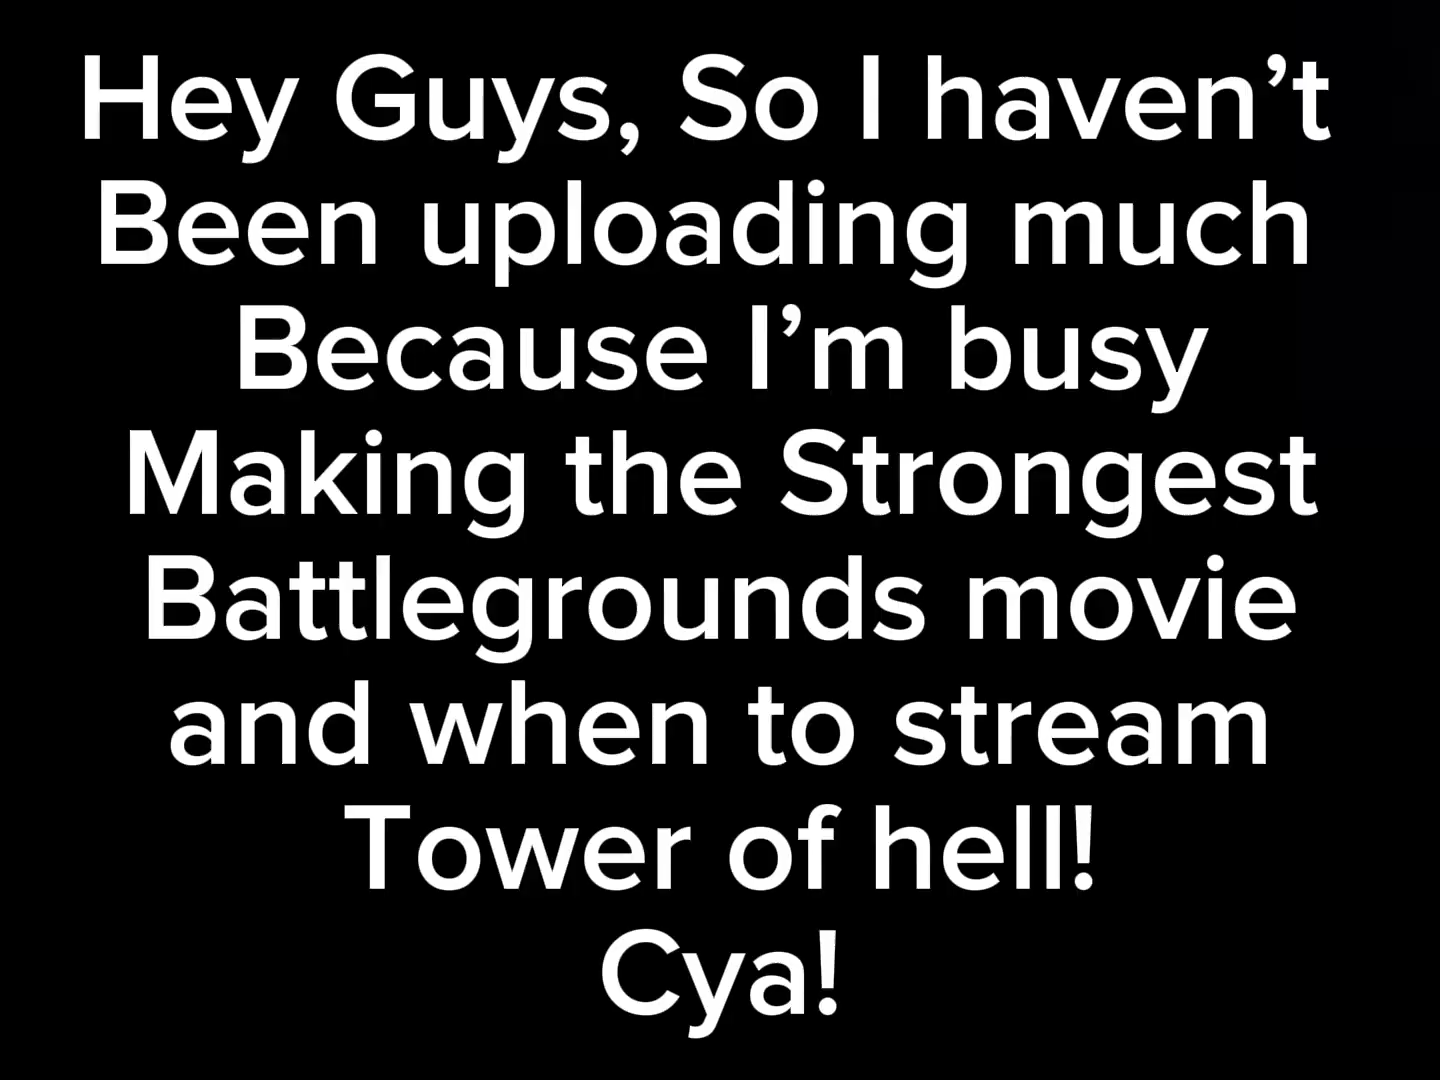 Hey Guys, So I haven’t
Been uploading much
Because I’m busy
Making the Strongest
Battlegrounds movie
and when to stream
Tower of hell!
Cya!